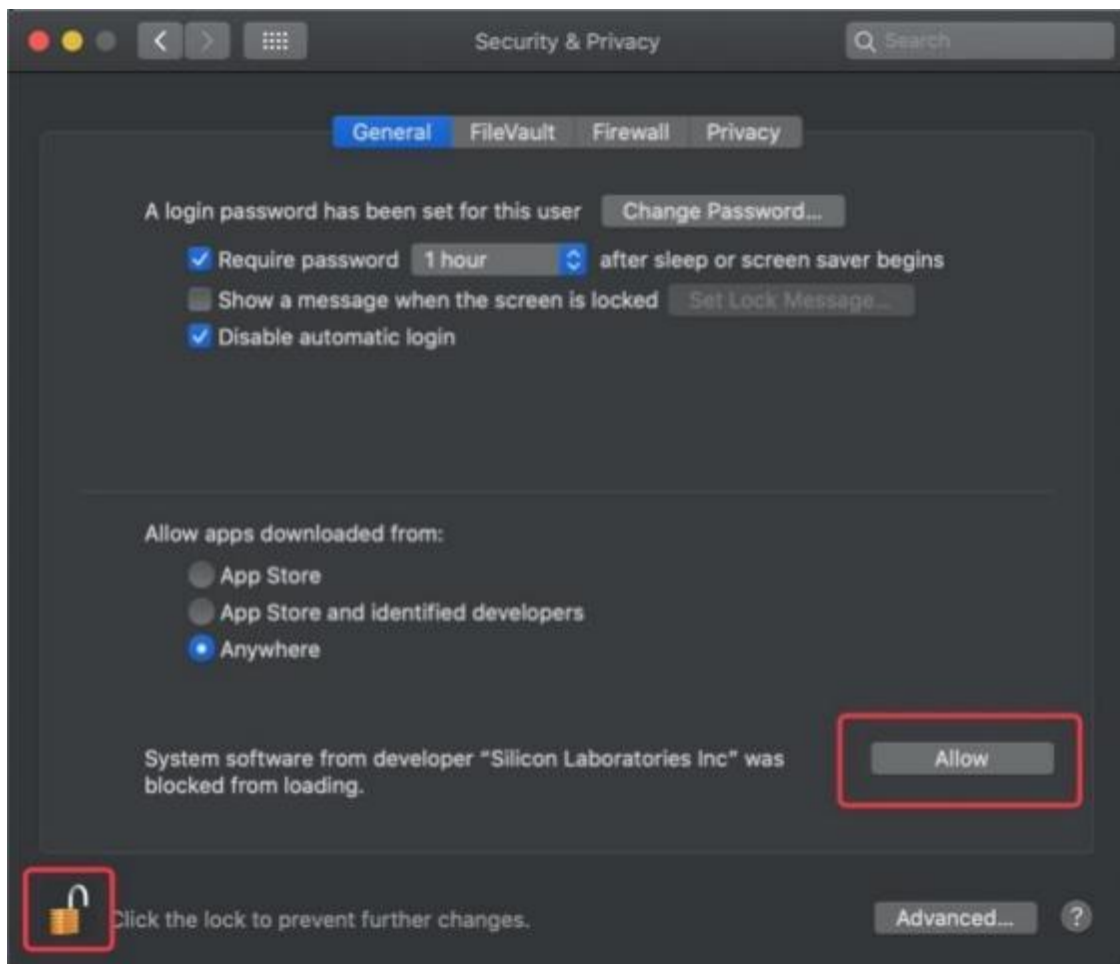 Security & Privacy
Search
General FileVault Firewall Privacy
A login password has been set for this user Change Password...
Require password 1 hour after sleep or screen saver begins
Show a message when the screen is locked Set Lock Message...
Disable automatic login
Allow apps downloaded from:
App Store
App Store and identified developers
Anywhere
System software from developer “Silicon Laboratories Inc” was
blocked from loading.
Allow
Click the lock to prevent further changes.
Advanced... ?